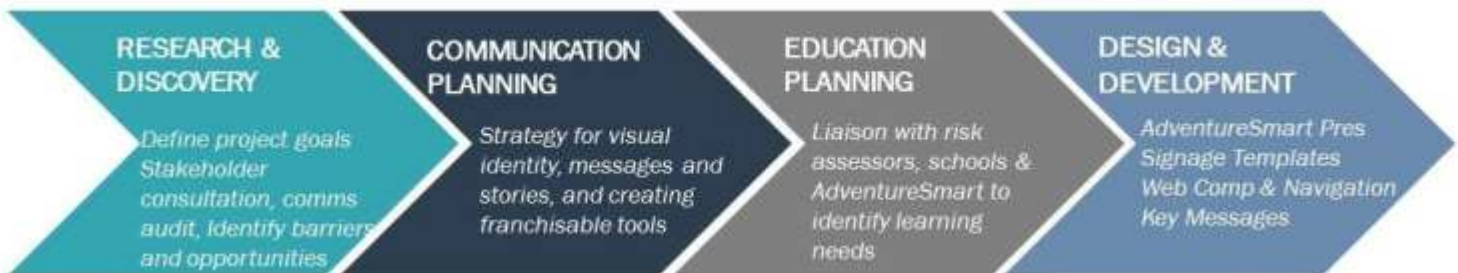 RESEARCH &
DISCOVERY
Define project goals
Stakeholder
consultation, comms
audit, Identify barriers
and opportunities
COMMUNICATION
PLANNING
Strategy for visual
identity, messages and
stories, and creating
franchisable tools
EDUCATION
PLANNING
Liaison with risk
assessors, schools &
AdventureSmart to
identify learning
needs
DESIGN &
DEVELOPMENT
AdventureSmart Pres
Signage Templates
Web Comp & Navigation
Key Messages